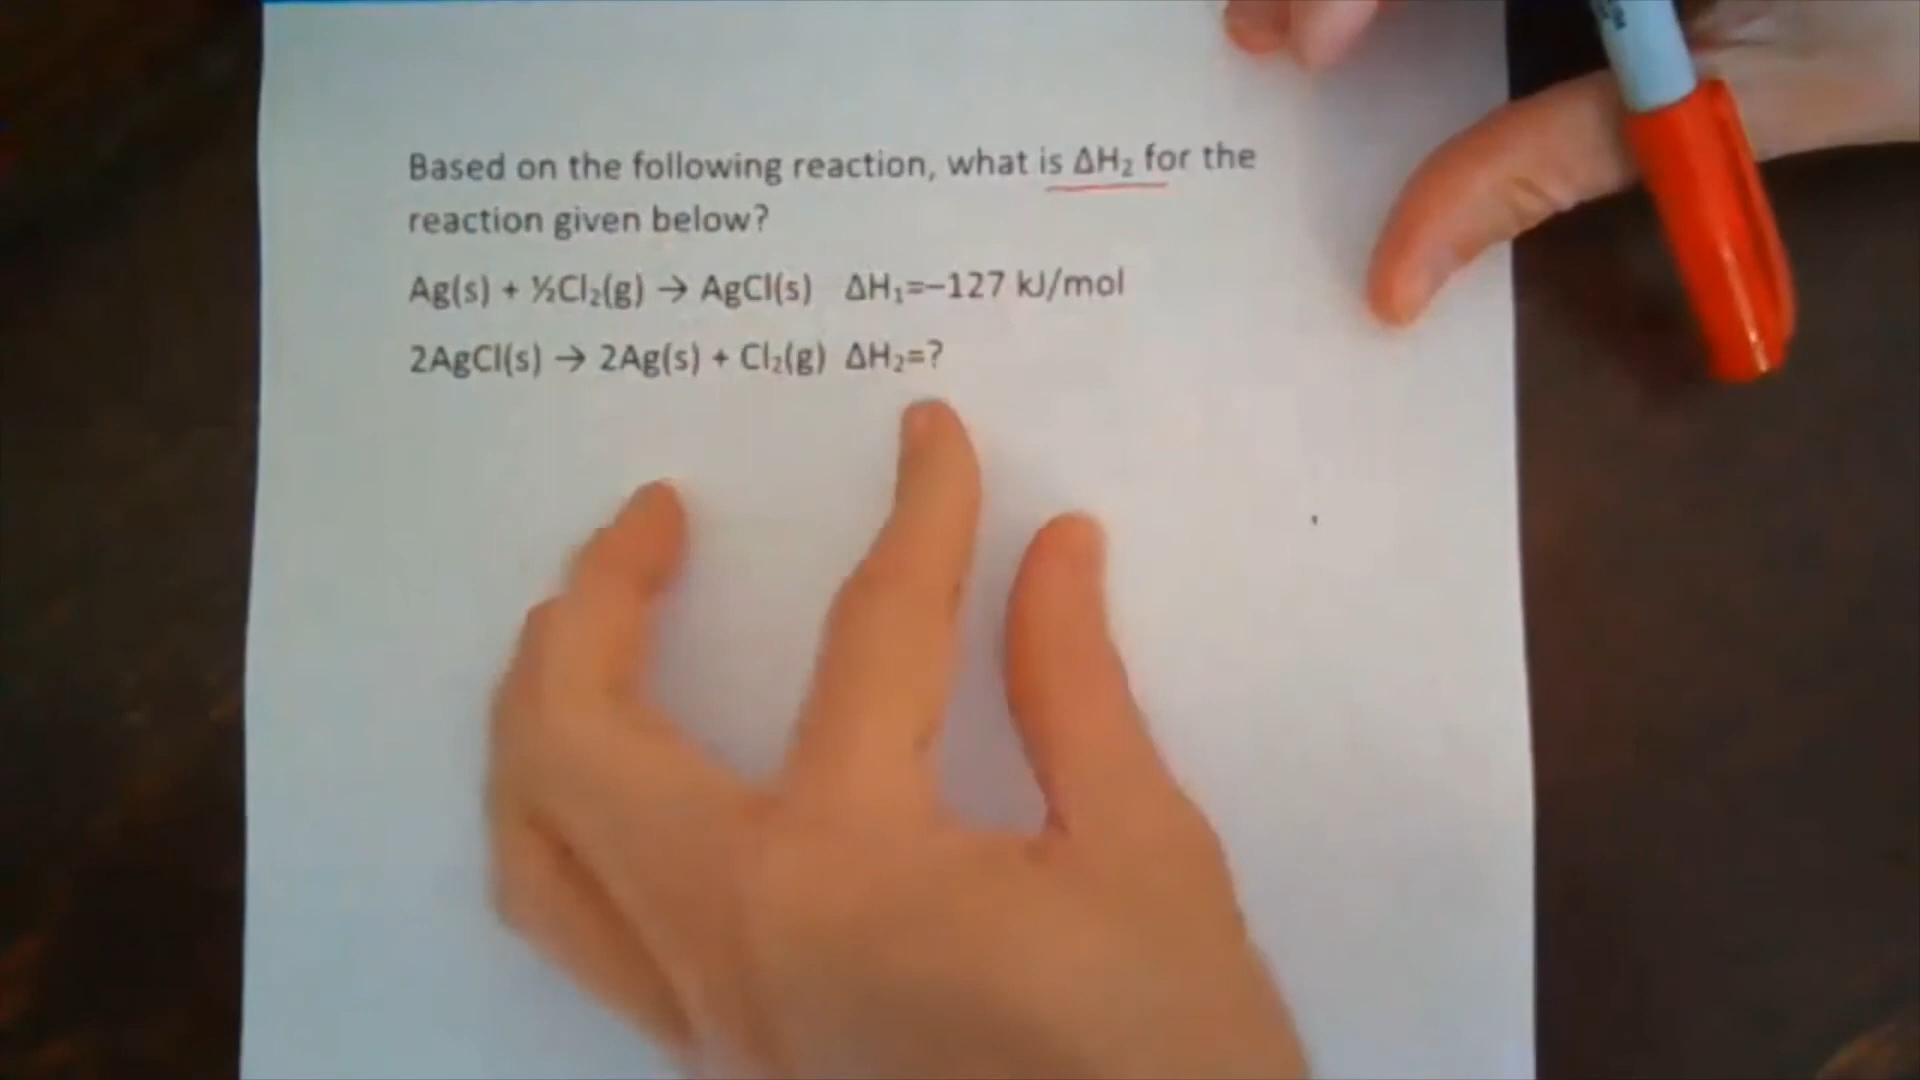 Based on the following reaction, what is ΔH₂ for the
reaction given below?
Ag(s) + ½Cl₂(g) → AgCl(s) ΔH₁=−127 kJ/mol
2AgCl(s) → 2Ag(s) + Cl₂(g) ΔH₂=?